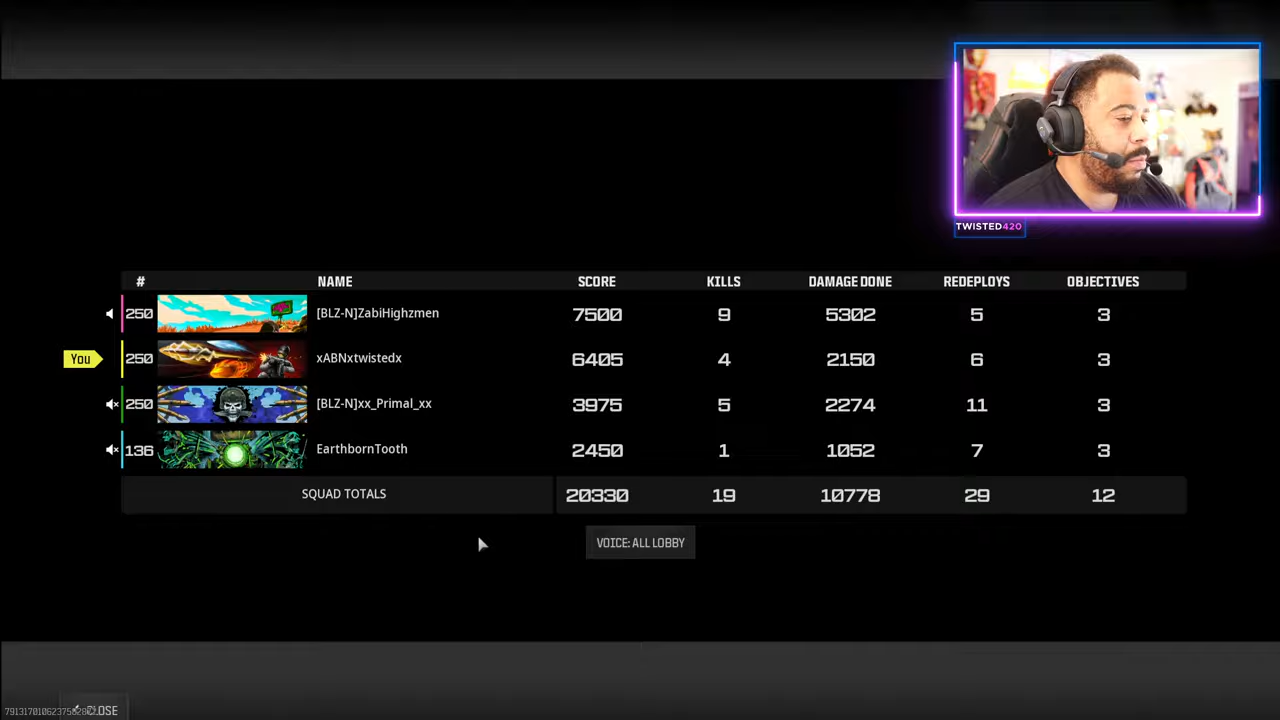 TWISTED420
# NAME SCORE KILLS DAMAGE DONE REDEPLOYS OBJECTIVES
250 [BLZ-N]ZabiHighzmen 7500 9 5302 5 3
You 250 xABNxtwistedx 6405 4 2150 6 3
250 [BLZ-N]xx_Primal_xx 3975 5 2274 11 3
136 EarthbornTooth 2450 1 1052 7 3
SQUAD TOTALS 20330 19 10778 29 12
VOICE: ALL LOBBY
CLOSE